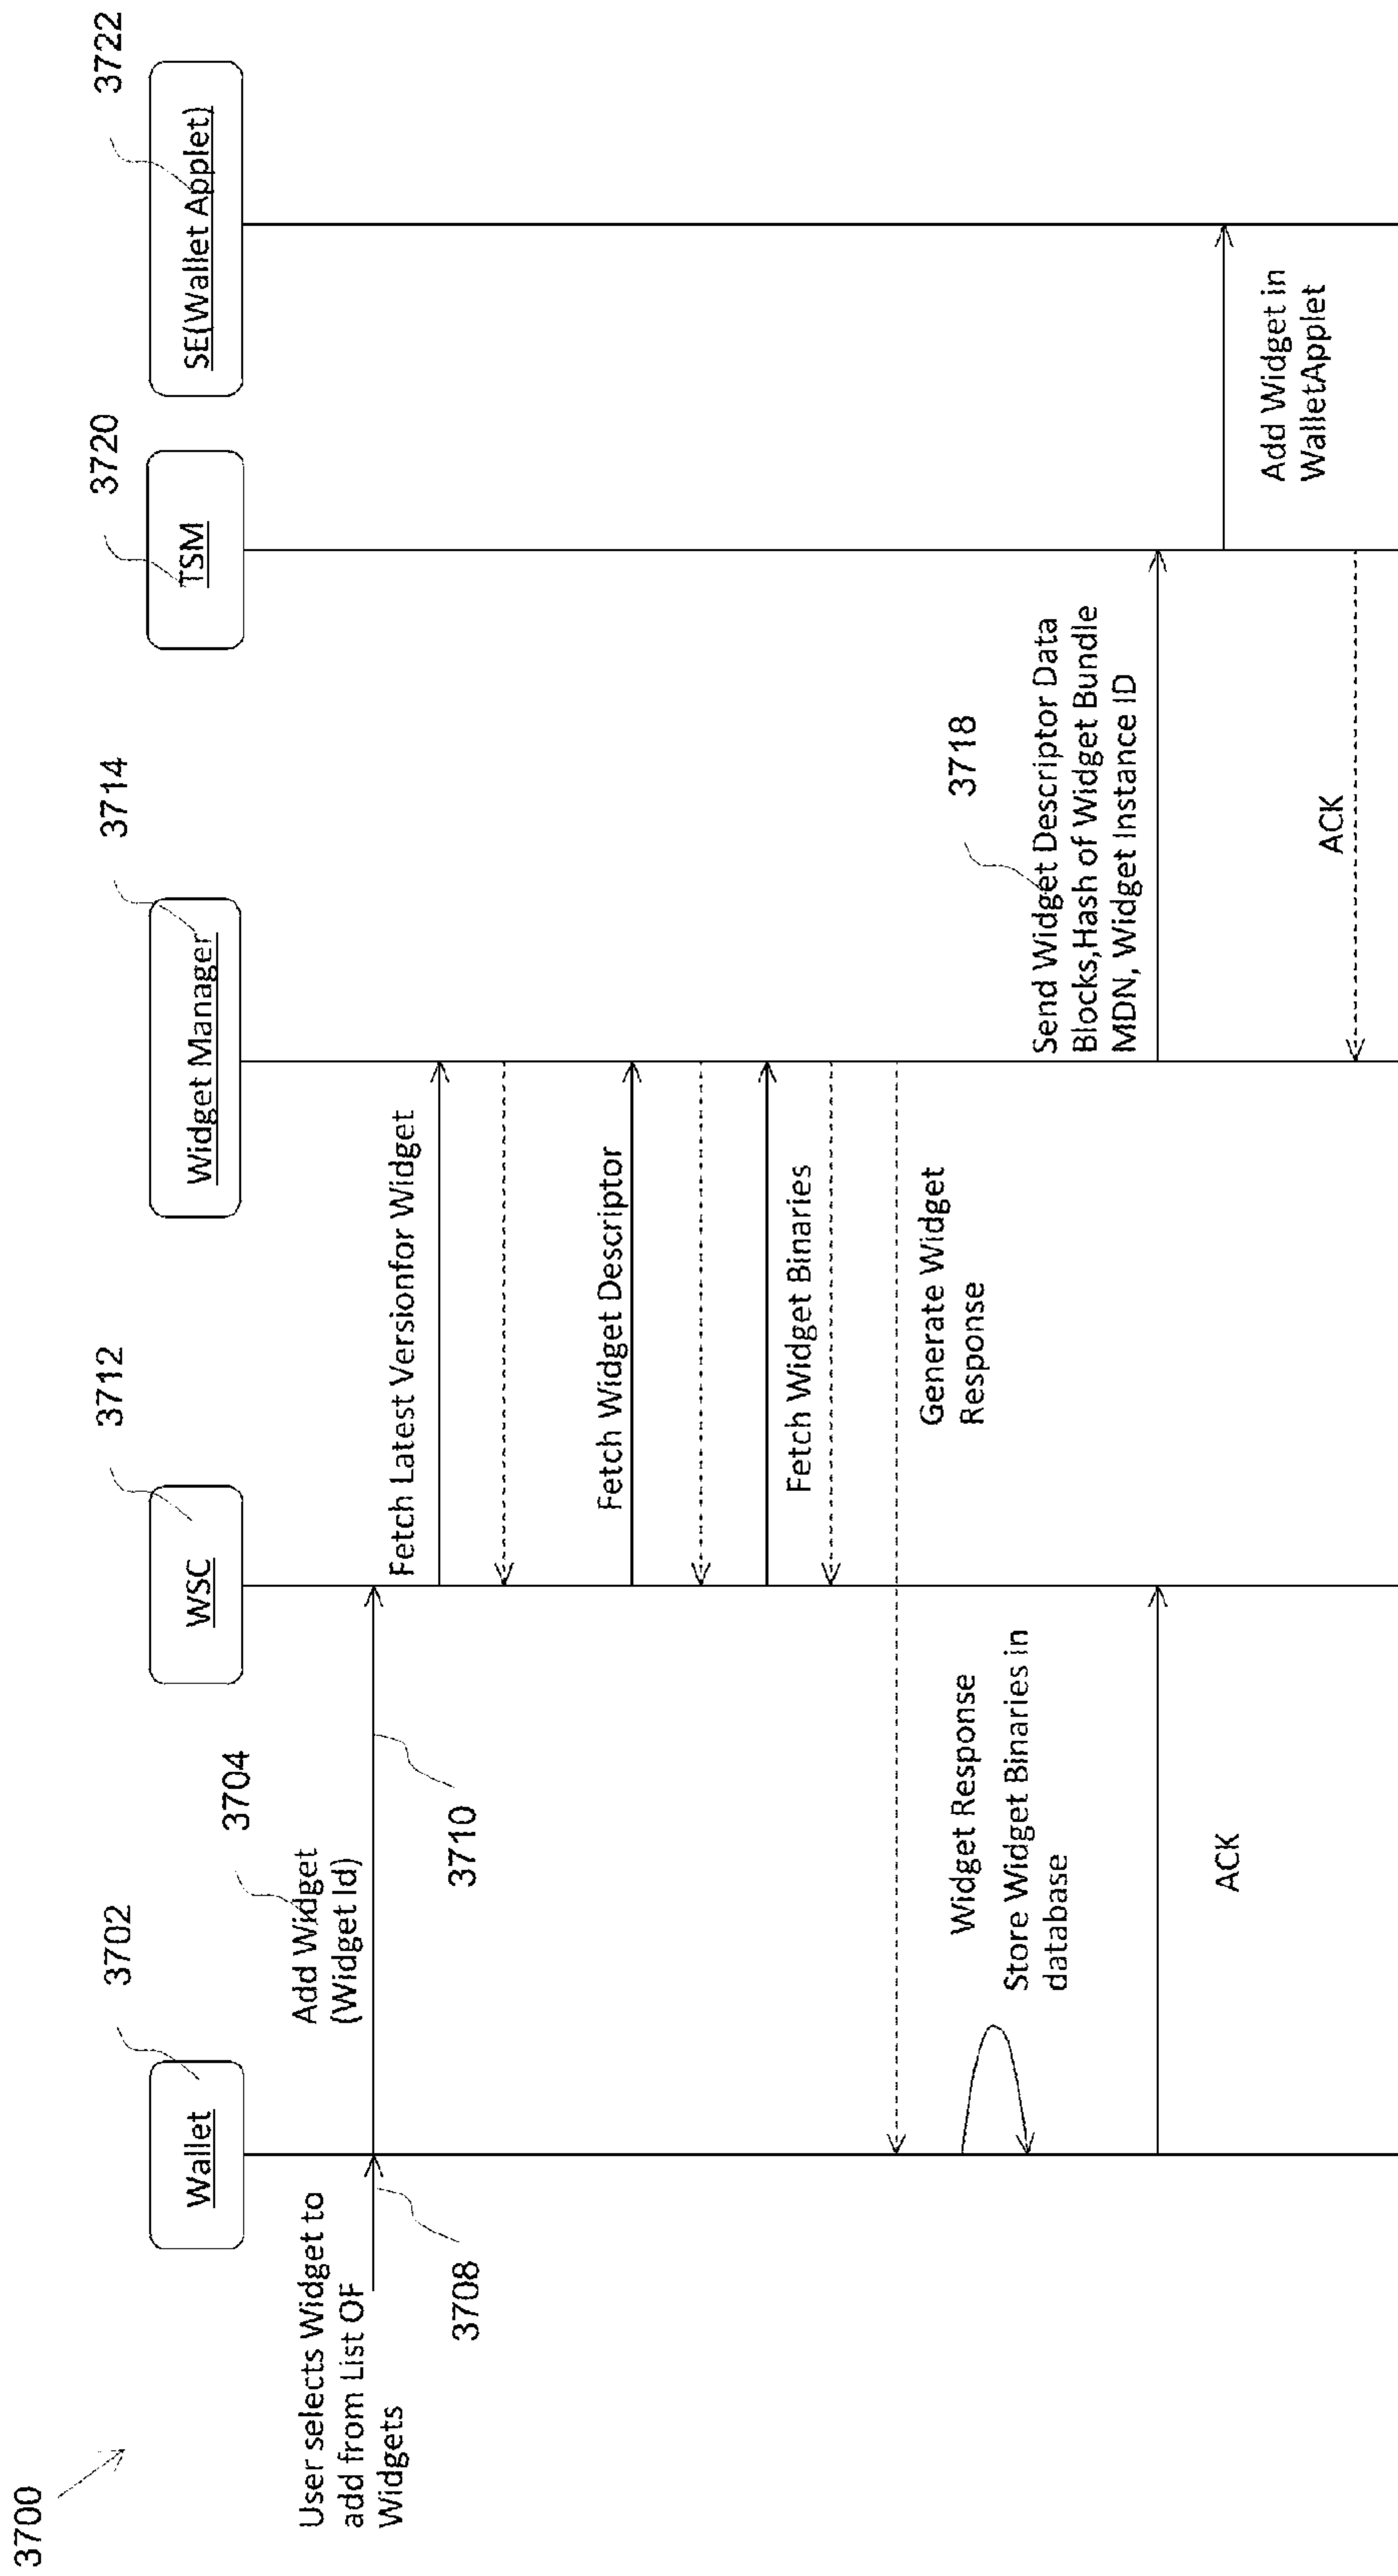 3700
Wallet
3702
WSC
3712
Widget Manager
3714
TSM
3720
SE(Wallet Applet)
3722
User selects Widget to
add from List OF
Widgets
3708
Add Widget
(Widget Id)
3704
3710
Fetch Latest Versionfor Widget
Fetch Widget Descriptor
Fetch Widget Binaries
Generate Widget
Response
Widget Response
Store Widget Binaries in
database
ACK
3718
Send Widget Descriptor Data
Blocks,Hash of Widget Bundle
MDN, Widget Instance ID
Add Widget in
WalletApplet
ACK